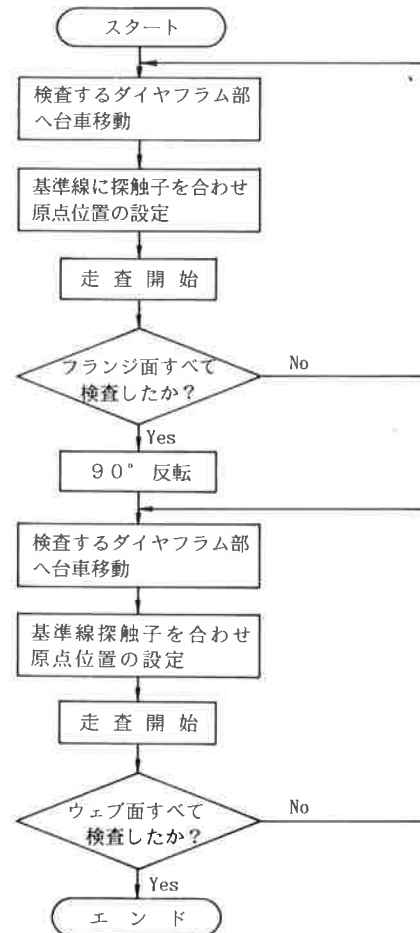 スタート
検査するダイヤフラム部
へ台車移動
基準線に探触子を合わせ
原点位置の設定
走査開始
フランジ面すべて
検査したか?
No
Yes
90°反転
検査するダイヤフラム部
へ台車移動
基準線探触子を合わせ
原点位置の設定
走査開始
ウェブ面すべて
検査したか?
No
Yes
エンド